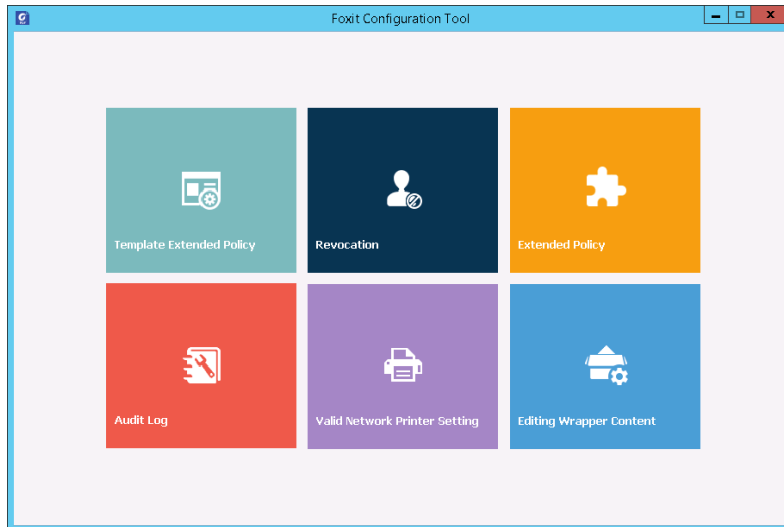 Foxit Configuration Tool
Template Extended Policy
Revocation
Extended Policy
Audit Log
Valid Network Printer Setting
Editing Wrapper Content